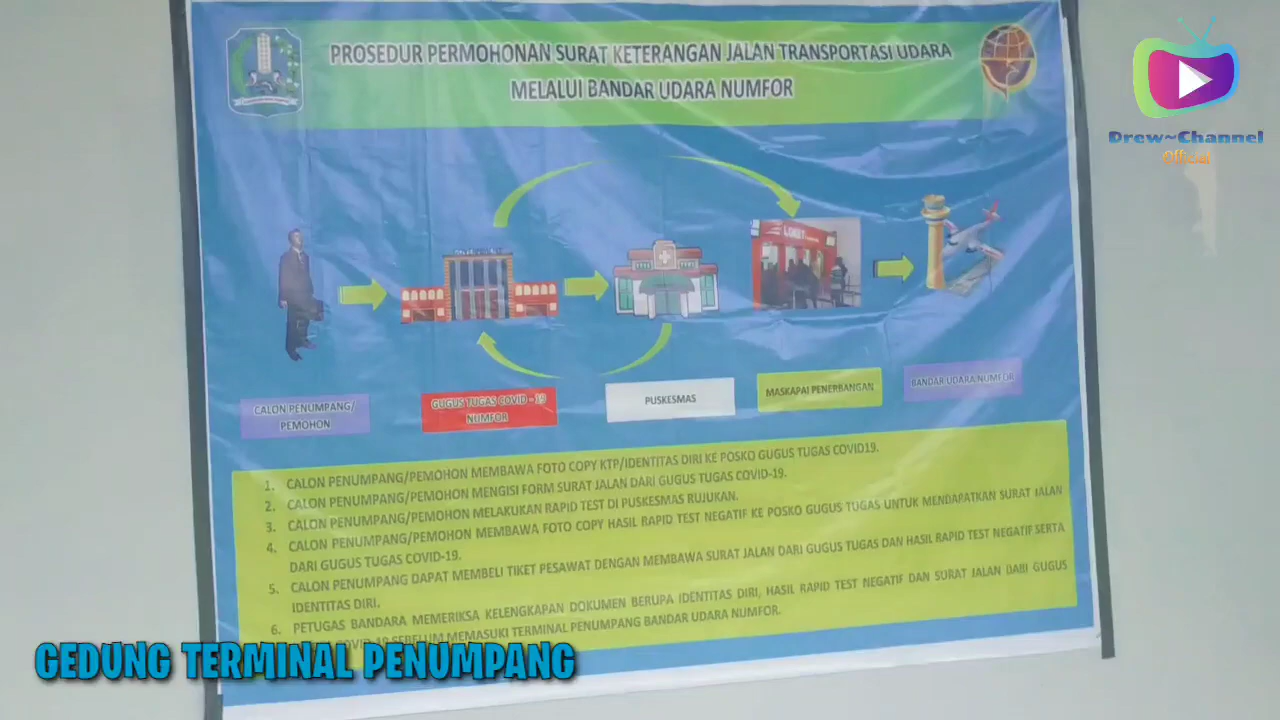 PROSEDUR PERMOHONAN SURAT KETERANGAN JALAN TRANSPORTASI UDARA
MELALUI BANDAR UDARA NUMFOR
Drew~Channel
Official
LOKET
CALON PENUMPANG/
PEMOHON
GUGUS TUGAS COVID - 19
NUMFOR
PUSKESMAS
MASKAPAI PENERBANGAN
BANDAR UDARA NUMFOR
1. CALON PENUMPANG/PEMOHON MEMBAWA FOTO COPY KTP/IDENTITAS DIRI KE POSKO GUGUS TUGAS COVID19.
2. CALON PENUMPANG/PEMOHON MENGISI FORM SURAT JALAN DARI GUGUS TUGAS COVID-19.
3. CALON PENUMPANG/PEMOHON MELAKUKAN RAPID TEST DI PUSKESMAS RUJUKAN.
4. CALON PENUMPANG/PEMOHON MEMBAWA FOTO COPY HASIL RAPID TEST NEGATIF KE POSKO GUGUS TUGAS UNTUK MENDAPATKAN SURAT JALAN
DARI GUGUS TUGAS COVID-19.
5. CALON PENUMPANG DAPAT MEMBELI TIKET PESAWAT DENGAN MEMBAWA SURAT JALAN DARI GUGUS TUGAS DAN HASIL RAPID TEST NEGATIF SERTA
IDENTITAS DIRI.
6. PETUGAS BANDARA MEMERIKSA KELENGKAPAN DOKUMEN BERUPA IDENTITAS DIRI, HASIL RAPID TEST NEGATIF DAN SURAT JALAN DARI GUGUS
COVID-19 SEBELUM MEMASUKI TERMINAL PENUMPANG BANDAR UDARA NUMFOR.
GEDUNG TERMINAL PENUMPANG